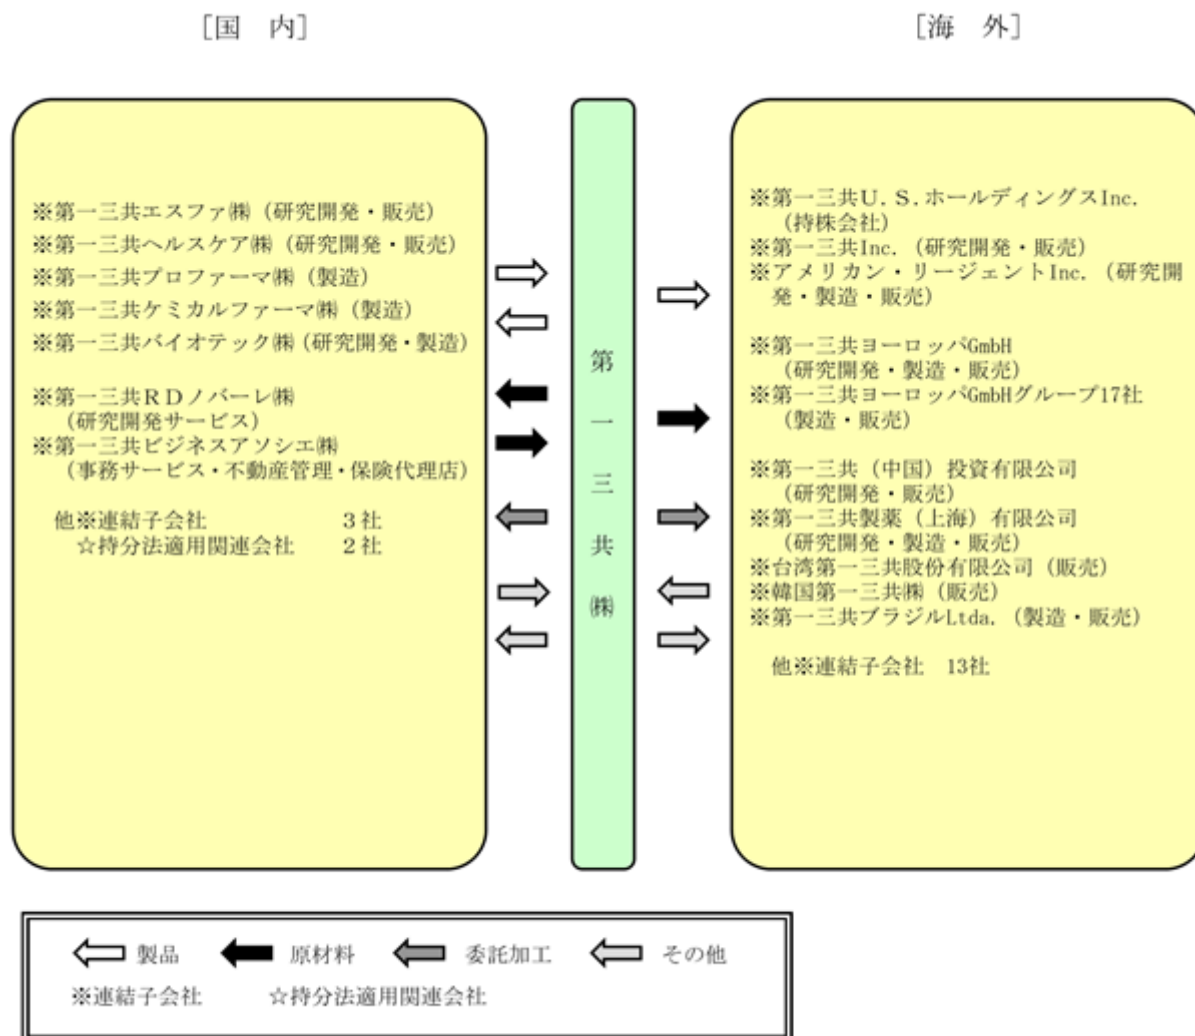 [国　内]
[海　外]
※第一三共エスファ㈱（研究開発・販売）
※第一三共ヘルスケア㈱（研究開発・販売）
※第一三共プロファーマ㈱（製造）
※第一三共ケミカルファーマ㈱（製造）
※第一三共バイオテック㈱（研究開発・製造）
※第一三共ＲＤノバーレ㈱
（研究開発サービス）
※第一三共ビジネスアソシエ㈱
（事務サービス・不動産管理・保険代理店）
他※連結子会社　３社
☆持分法適用関連会社　２社
第一三共㈱
※第一三共Ｕ．Ｓ．ホールディングスInc.
（持株会社）
※第一三共Inc.（研究開発・販売）
※アメリカン・リージェントInc.（研究開
発・製造・販売）
※第一三共ヨーロッパGmbH
（研究開発・製造・販売）
※第一三共ヨーロッパGmbHグループ17社
（製造・販売）
※第一三共（中国）投資有限公司
（研究開発・販売）
※第一三共製薬（上海）有限公司
（研究開発・製造・販売）
※台湾第一三共股份有限公司（販売）
※韓国第一三共㈱（販売）
※第一三共ブラジルLtda.（製造・販売）
他※連結子会社　13社
製品　原材料　委託加工　その他
※連結子会社　☆持分法適用関連会社